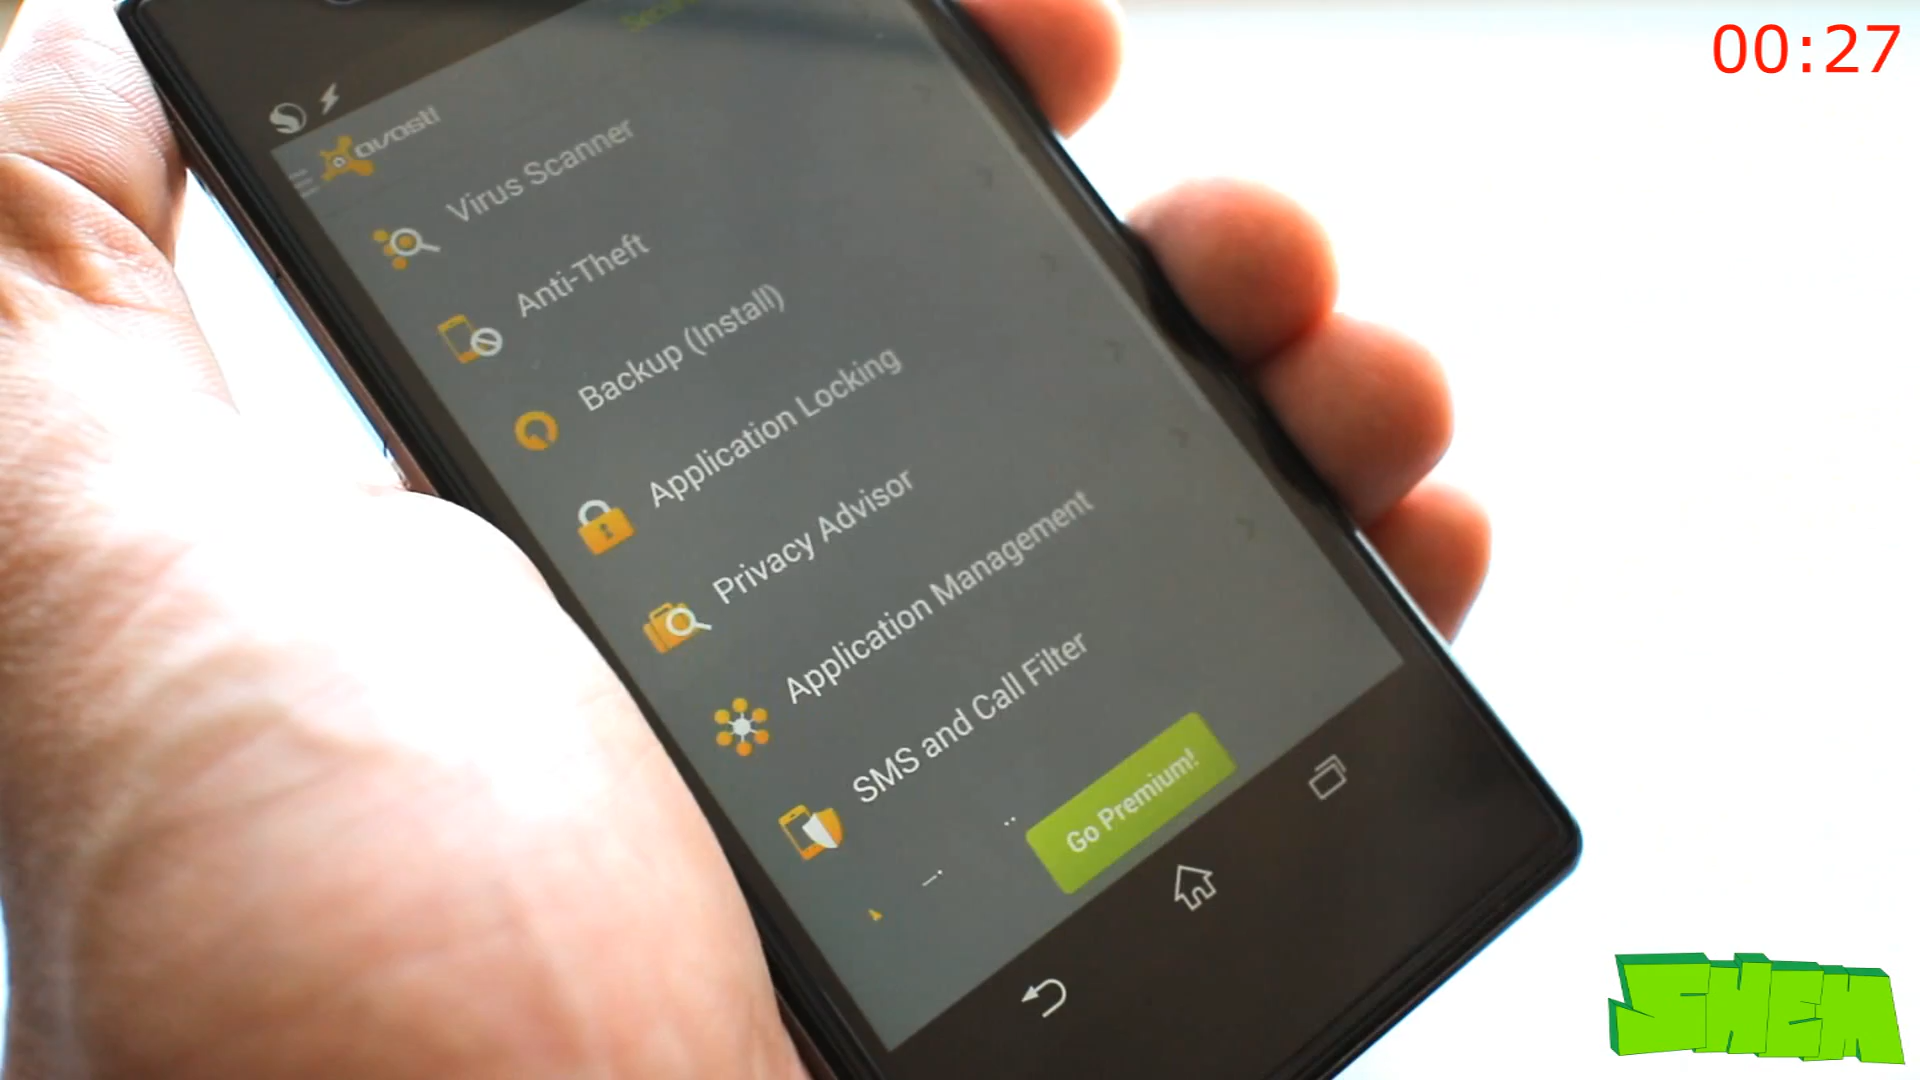 00:27
avast!
Virus Scanner
Anti-Theft
Backup (Install)
Application Locking
Privacy Advisor
Application Management
SMS and Call Filter
Go Premium!